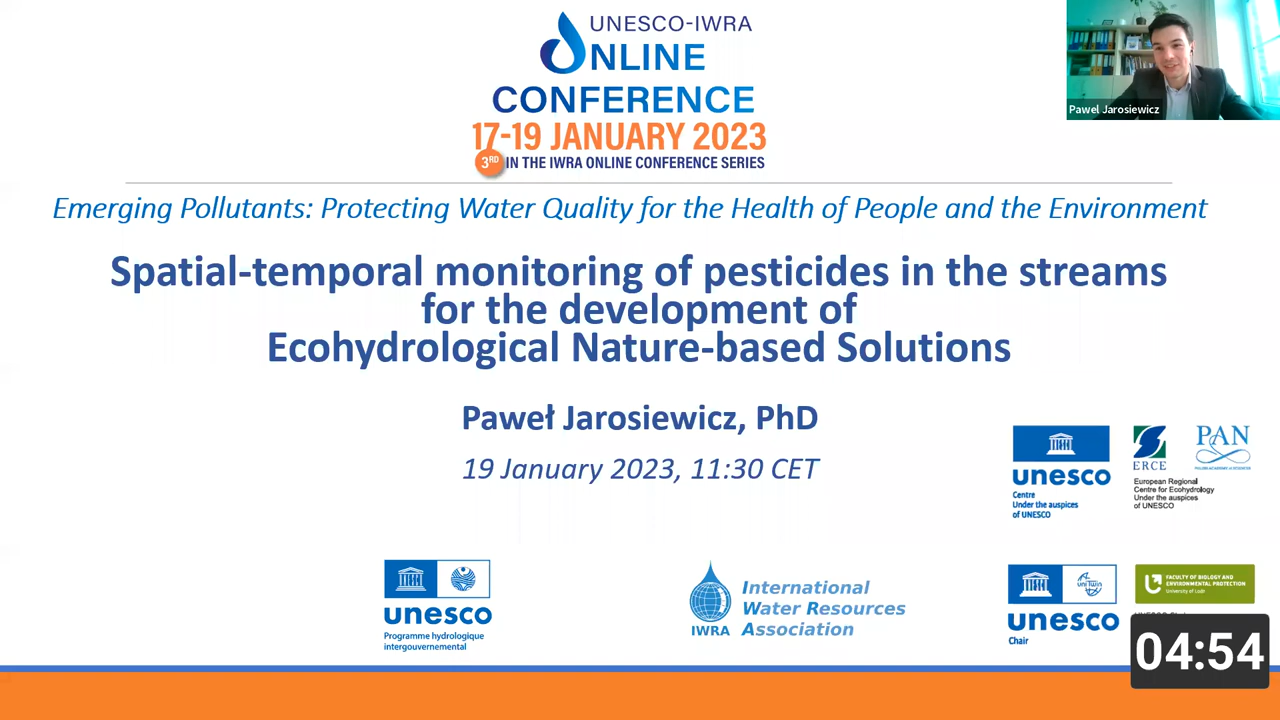 UNESCO-IWRA
ONLINE
CONFERENCE
17-19 JANUARY 2023
3RD IN THE IWRA ONLINE CONFERENCE SERIES
Pawel Jarosiewicz
Emerging Pollutants: Protecting Water Quality for the Health of People and the Environment
Spatial-temporal monitoring of pesticides in the streams
for the development of
Ecohydrological Nature-based Solutions
Paweł Jarosiewicz, PhD
19 January 2023, 11:30 CET
unesco
Centre
Under the auspices
of UNESCO
ERCE
PAN
European Regional
Centre for Ecohydrology
Under the auspices
of UNESCO
unesco
Programme hydrologique
intergouvernemental
IWRA
International
Water Resources
Association
uniTwin
unesco
Chair
FACULTY OF BIOLOGY AND
ENVIRONMENTAL PROTECTION
University of Lodz
04:54